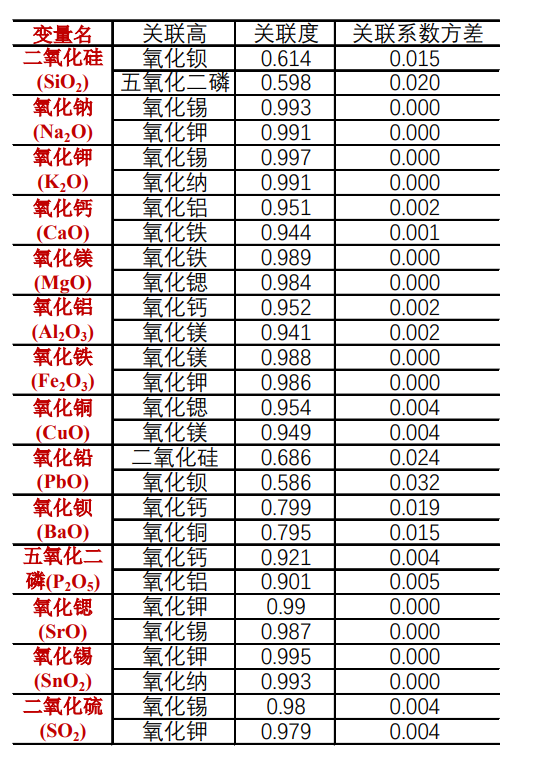 变量名 关联高 关联度 关联系数方差
二氧化硅 氧化钡 0.614 0.015
(SiO₂) 五氧化二磷 0.598 0.020
氧化钠 氧化锡 0.993 0.000
(Na₂O) 氧化钾 0.991 0.000
氧化钾 氧化锡 0.997 0.000
(K₂O) 氧化纳 0.991 0.000
氧化钙 氧化铝 0.951 0.002
(CaO) 氧化铁 0.944 0.001
氧化镁 氧化铁 0.989 0.000
(MgO) 氧化锶 0.984 0.000
氧化铝 氧化钙 0.952 0.002
(Al₂O₃) 氧化镁 0.941 0.002
氧化铁 氧化镁 0.988 0.000
(Fe₂O₃) 氧化钾 0.986 0.000
氧化铜 氧化锶 0.954 0.004
(CuO) 氧化镁 0.949 0.004
氧化铅 二氧化硅 0.686 0.024
(PbO) 氧化钡 0.586 0.032
氧化钡 氧化钙 0.799 0.019
(BaO) 氧化铜 0.795 0.015
五氧化二 氧化钙 0.921 0.004
磷(P₂O₅) 氧化铝 0.901 0.005
氧化锶 氧化钾 0.99 0.000
(SrO) 氧化锡 0.987 0.000
氧化锡 氧化钾 0.995 0.000
(SnO₂) 氧化纳 0.993 0.000
二氧化硫 氧化锡 0.98 0.004
(SO₂) 氧化钾 0.979 0.004